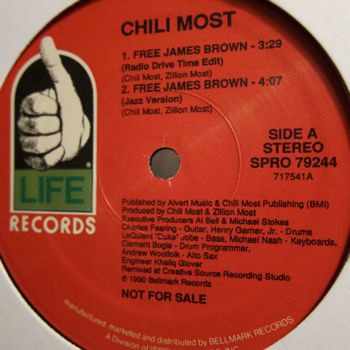 CHILI MOST
1. FREE JAMES BROWN - 3:29
(Radio Drive Time Edit)
(Chili Most, Zillion Most)
2. FREE JAMES BROWN - 4:07
(Jazz Version)
(Chili Most, Zillion Most)
SIDE A
STEREO
SPRO 79244
717541A
LIFE
RECORDS
Published by Alvert Music & Chili Most Publishing (BMI)
Produced by Chili Most & Zillion Most
Executive Producers Al Bell & Michael Stokes
Charles Fearing - Guitar, Henry Garner, Jr. - Drums
LeQuient "Cuke" Jobe - Bass, Michael Nash - Keyboards,
Clement Bogle - Drum Programmer,
Andrew Woolfolk - Alto Sax
Engineer Khaliq Glover
Remixed at Creative Source Recording Studio
© 1990 Bellmark Records
NOT FOR SALE
manufactured, marketed and distributed by BELLMARK RECORDS
A Division of